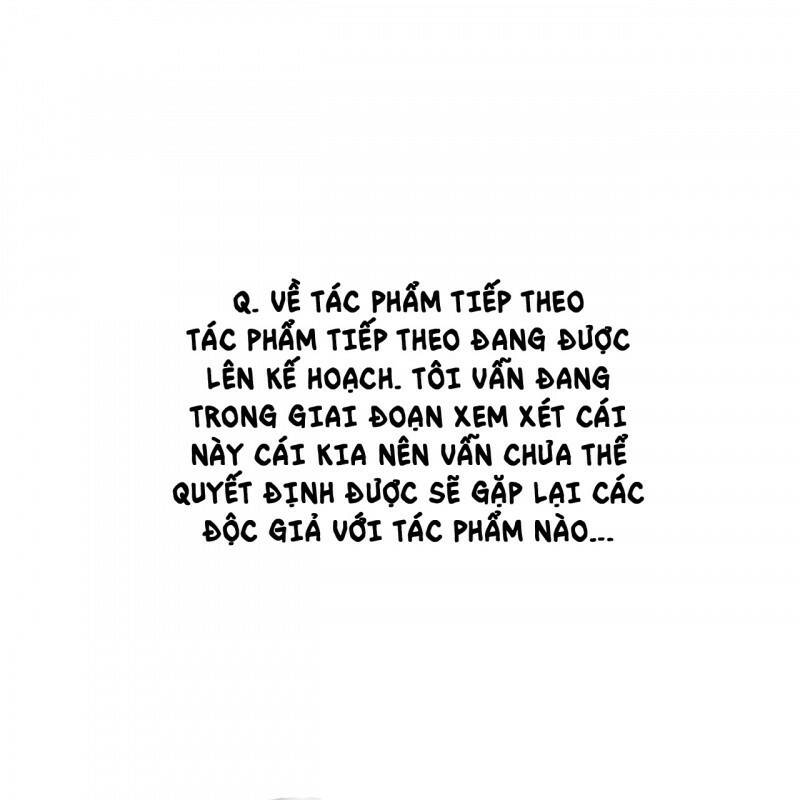 Q. VỀ TÁC PHẨM TIẾP THEO
TÁC PHẨM TIẾP THEO ĐANG ĐƯỢC
LÊN KẾ HOẠCH. TÔI VẪN ĐANG
TRONG GIAI ĐOẠN XEM XÉT CÁI
NÀY CÁI KIA NÊN VẪN CHƯA THỂ
QUYẾT ĐỊNH ĐƯỢC SẼ GẶP LẠI CÁC
ĐỘC GIẢ VỚI TÁC PHẨM NÀO...